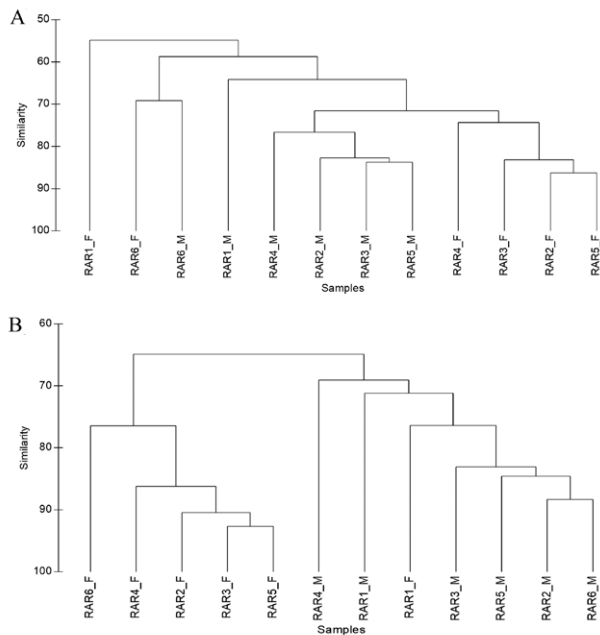 A
50
60
70
80
90
100
Similarity
RAR1_F
RAR6_F
RAR6_M
RAR1_M
RAR4_M
RAR2_M
RAR3_M
RAR5_M
RAR4_F
RAR3_F
RAR2_F
RAR5_F
Samples
B
60
70
80
90
100
Similarity
RAR6_F
RAR4_F
RAR2_F
RAR3_F
RAR5_F
RAR4_M
RAR1_M
RAR1_F
RAR3_M
RAR5_M
RAR2_M
RAR6_M
Samples